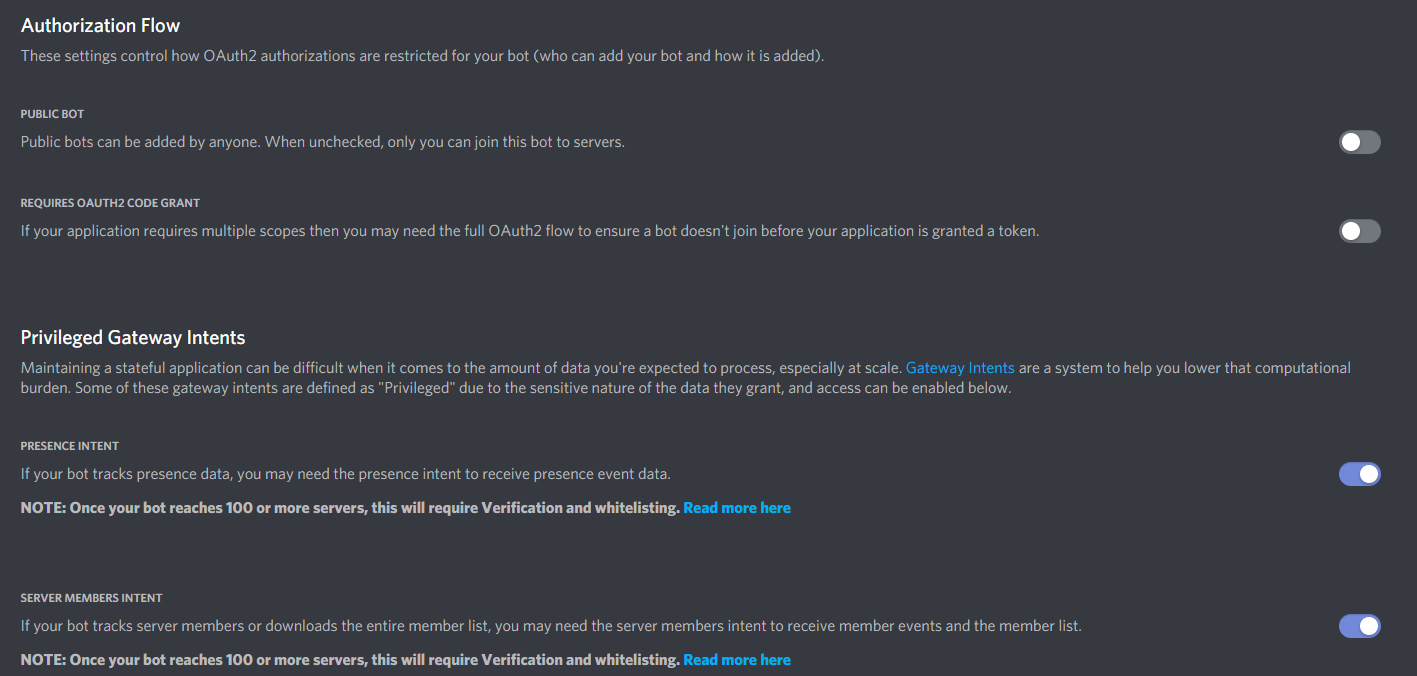 Authorization Flow
These settings control how OAuth2 authorizations are restricted for your bot (who can add your bot and how it is added).
PUBLIC BOT
Public bots can be added by anyone. When unchecked, only you can join this bot to servers.
REQUIRES OAUTH2 CODE GRANT
If your application requires multiple scopes then you may need the full OAuth2 flow to ensure a bot doesn't join before your application is granted a token.
Privileged Gateway Intents
Maintaining a stateful application can be difficult when it comes to the amount of data you're expected to process, especially at scale. Gateway Intents are a system to help you lower that computational
burden. Some of these gateway intents are defined as "Privileged" due to the sensitive nature of the data they grant, and access can be enabled below.
PRESENCE INTENT
If your bot tracks presence data, you may need the presence intent to receive presence event data.
NOTE: Once your bot reaches 100 or more servers, this will require Verification and whitelisting. Read more here
SERVER MEMBERS INTENT
If your bot tracks server members or downloads the entire member list, you may need the server members intent to receive member events and the member list.
NOTE: Once your bot reaches 100 or more servers, this will require Verification and whitelisting. Read more here